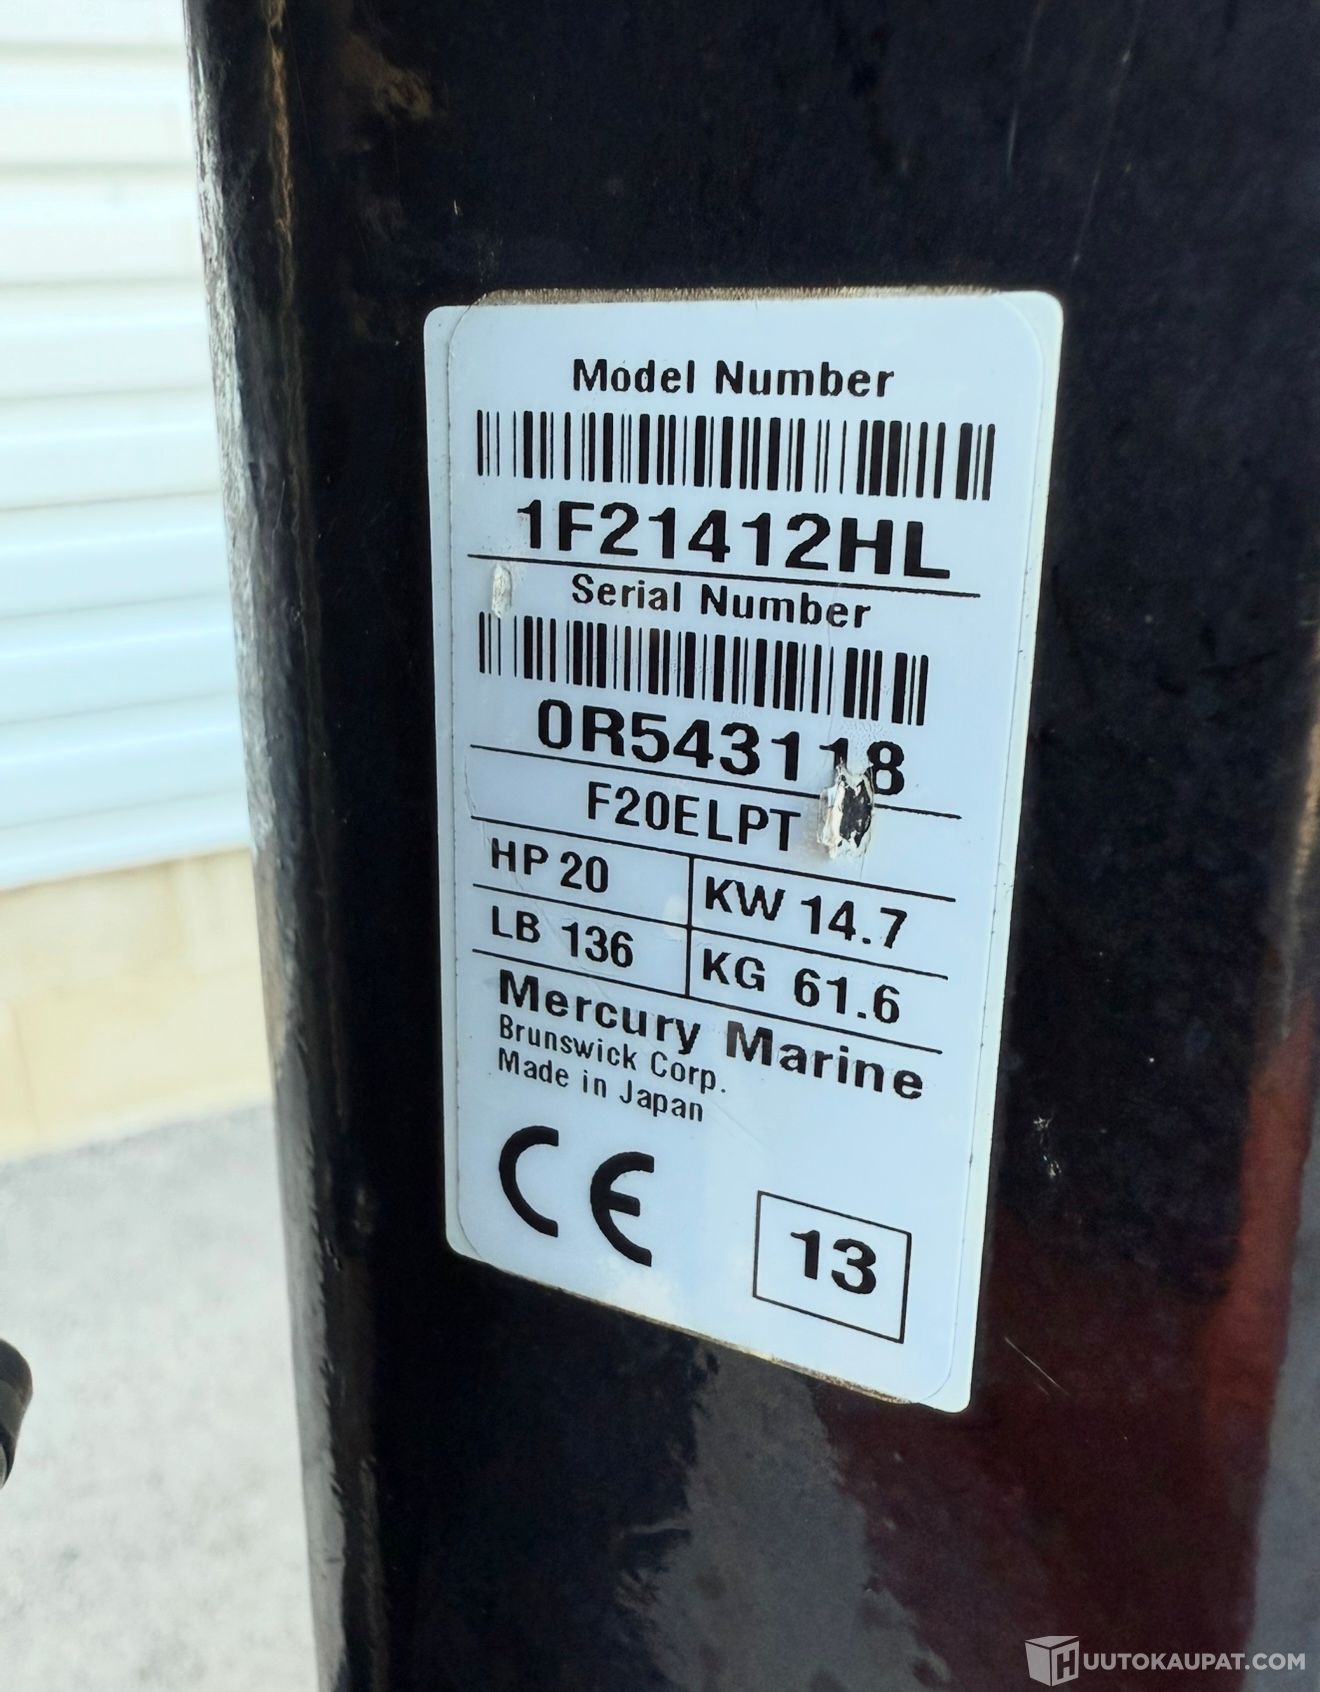 Model Number
1F21412HL
Serial Number
0R543118
F20ELPT
HP 20
KW 14.7
LB 136
KG 61.6
Mercury Marine
Brunswick Corp.
Made in Japan
CE
13
HUUTOKAUPAT.COM